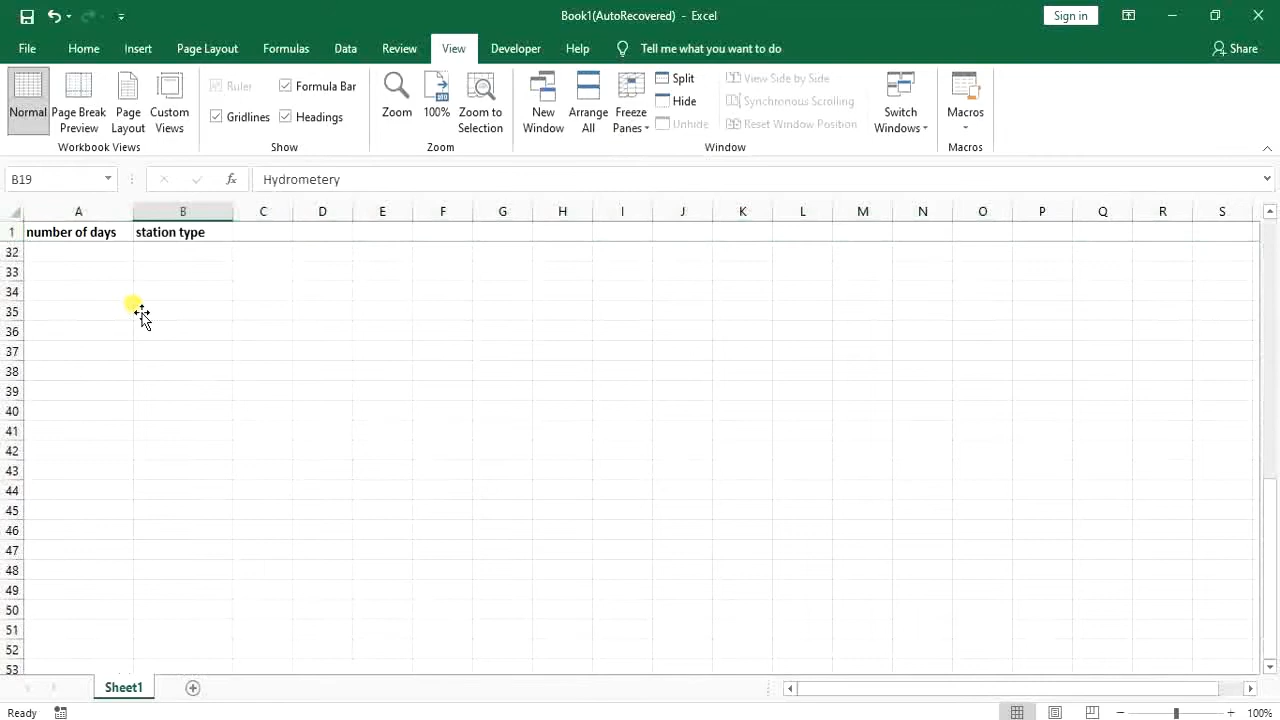 Book1(AutoRecovered) - Excel
Sign in
File Home Insert Page Layout Formulas Data Review View Developer Help Tell me what you want to do Share
Normal
Page Break Preview
Page Layout
Custom Views
Workbook Views
Ruler
Formula Bar
Gridlines
Headings
Show
Zoom
100%
Zoom to Selection
Zoom
New Window
Arrange All
Freeze Panes
Split
Hide
Unhide
View Side by Side
Synchronous Scrolling
Reset Window Position
Switch Windows
Window
Macros
Macros
B19 fx Hydrometery
A B C D E F G H I J K L M N O P Q R S
1 number of days station type
32
33
34
35
36
37
38
39
40
41
42
43
44
45
46
47
48
49
50
51
52
53
Sheet1
Ready 100%